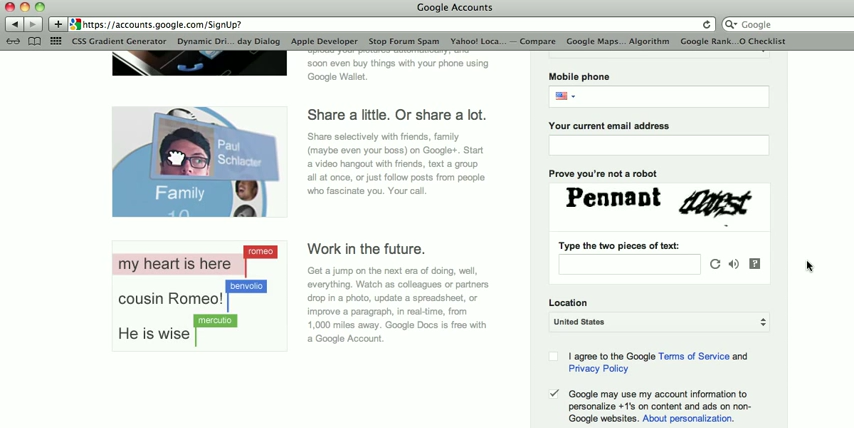 Google Accounts
https://accounts.google.com/SignUp?
Google
CSS Gradient Generator
Dynamic Dri... day Dialog
Apple Developer
Stop Forum Spam
Yahoo! Loca... — Compare
Google Maps... Algorithm
Google Rank...O Checklist
upload your pictures automatically, and
soon even buy things with your phone using
Google Wallet.
Paul
Schlacter
Family
10
Share a little. Or share a lot.
Share selectively with friends, family
(maybe even your boss) on Google+. Start
a video hangout with friends, text a group
all at once, or just follow posts from people
who fascinate you. Your call.
my heart is here
romeo
cousin Romeo!
benvolio
He is wise
mercutio
Work in the future.
Get a jump on the next era of doing, well,
everything. Watch as colleagues or partners
drop in a photo, update a spreadsheet, or
improve a paragraph, in real-time, from
1,000 miles away. Google Docs is free with
a Google Account.
Mobile phone
Your current email address
Prove you're not a robot
Pennant
Type the two pieces of text:
?
Location
United States
I agree to the Google Terms of Service and
Privacy Policy
Google may use my account information to
personalize +1's on content and ads on non-
Google websites. About personalization.